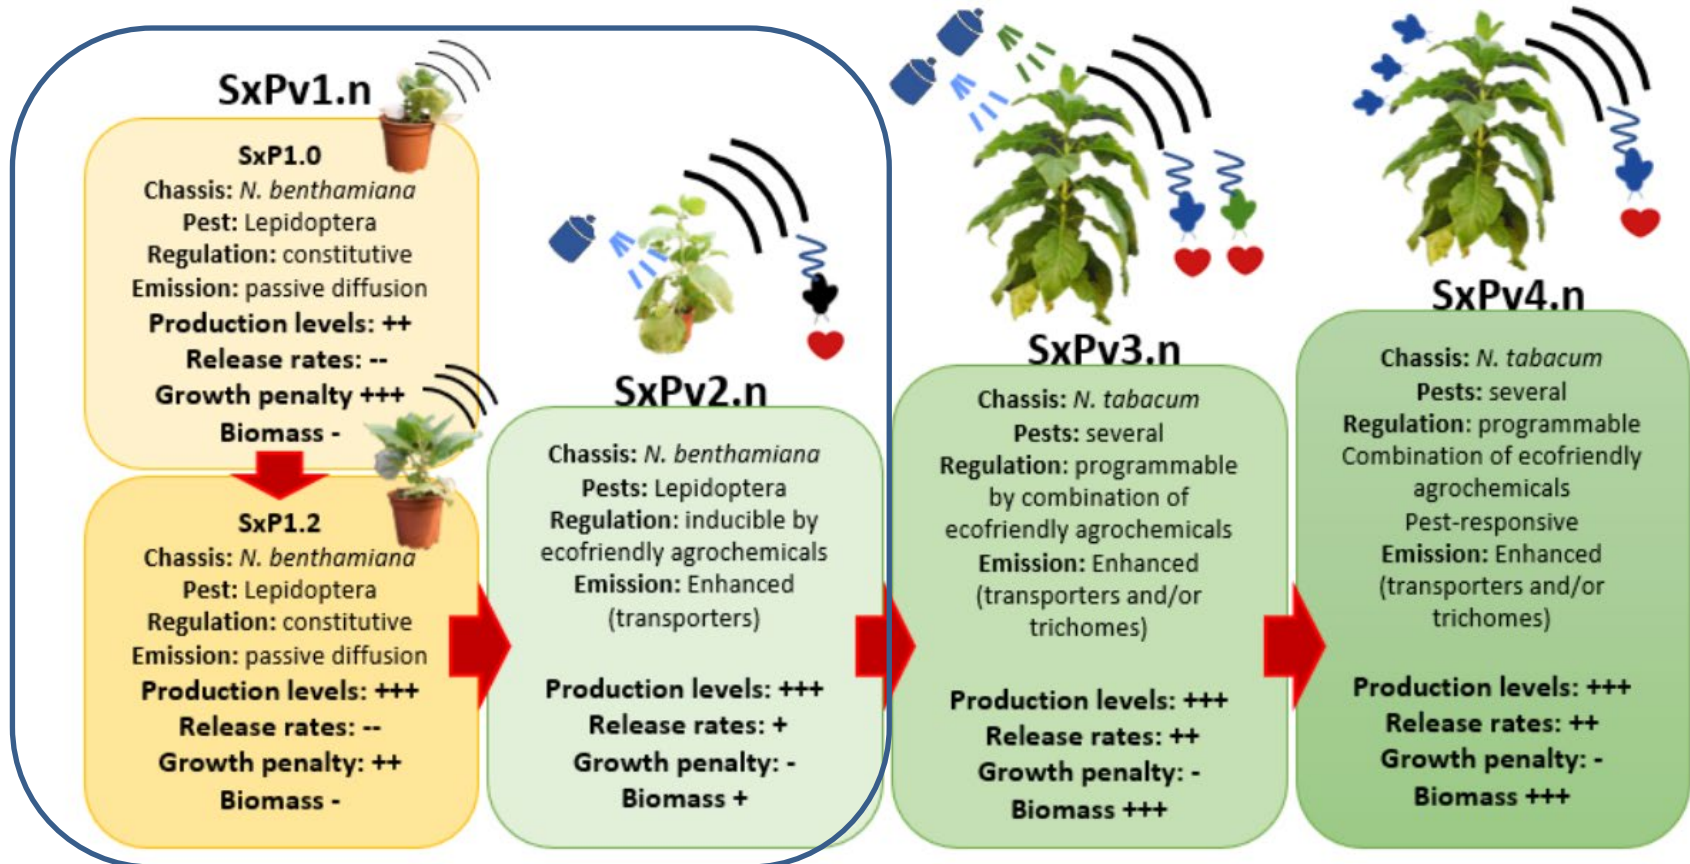 SxPv1.n
SxP1.0
Chassis: N. benthamiana
Pest: Lepidoptera
Regulation: constitutive
Emission: passive diffusion
Production levels: ++
Release rates: --
Growth penalty +++
Biomass -
SxP1.2
Chassis: N. benthamiana
Pest: Lepidoptera
Regulation: constitutive
Emission: passive diffusion
Production levels: +++
Release rates: --
Growth penalty: ++
Biomass -
SxPv2.n
Chassis: N. benthamiana
Pests: Lepidoptera
Regulation: inducible by
ecofriendly agrochemicals
Emission: Enhanced
(transporters)
Production levels: +++
Release rates: +
Growth penalty: -
Biomass +
SxPv3.n
Chassis: N. tabacum
Pests: several
Regulation: programmable
by combination of
ecofriendly agrochemicals
Emission: Enhanced
(transporters and/or
trichomes)
Production levels: +++
Release rates: ++
Growth penalty: -
Biomass +++
SxPv4.n
Chassis: N. tabacum
Pests: several
Regulation: programmable
Combination of ecofriendly
agrochemicals
Pest-responsive
Emission: Enhanced
(transporters and/or
trichomes)
Production levels: +++
Release rates: ++
Growth penalty: -
Biomass +++